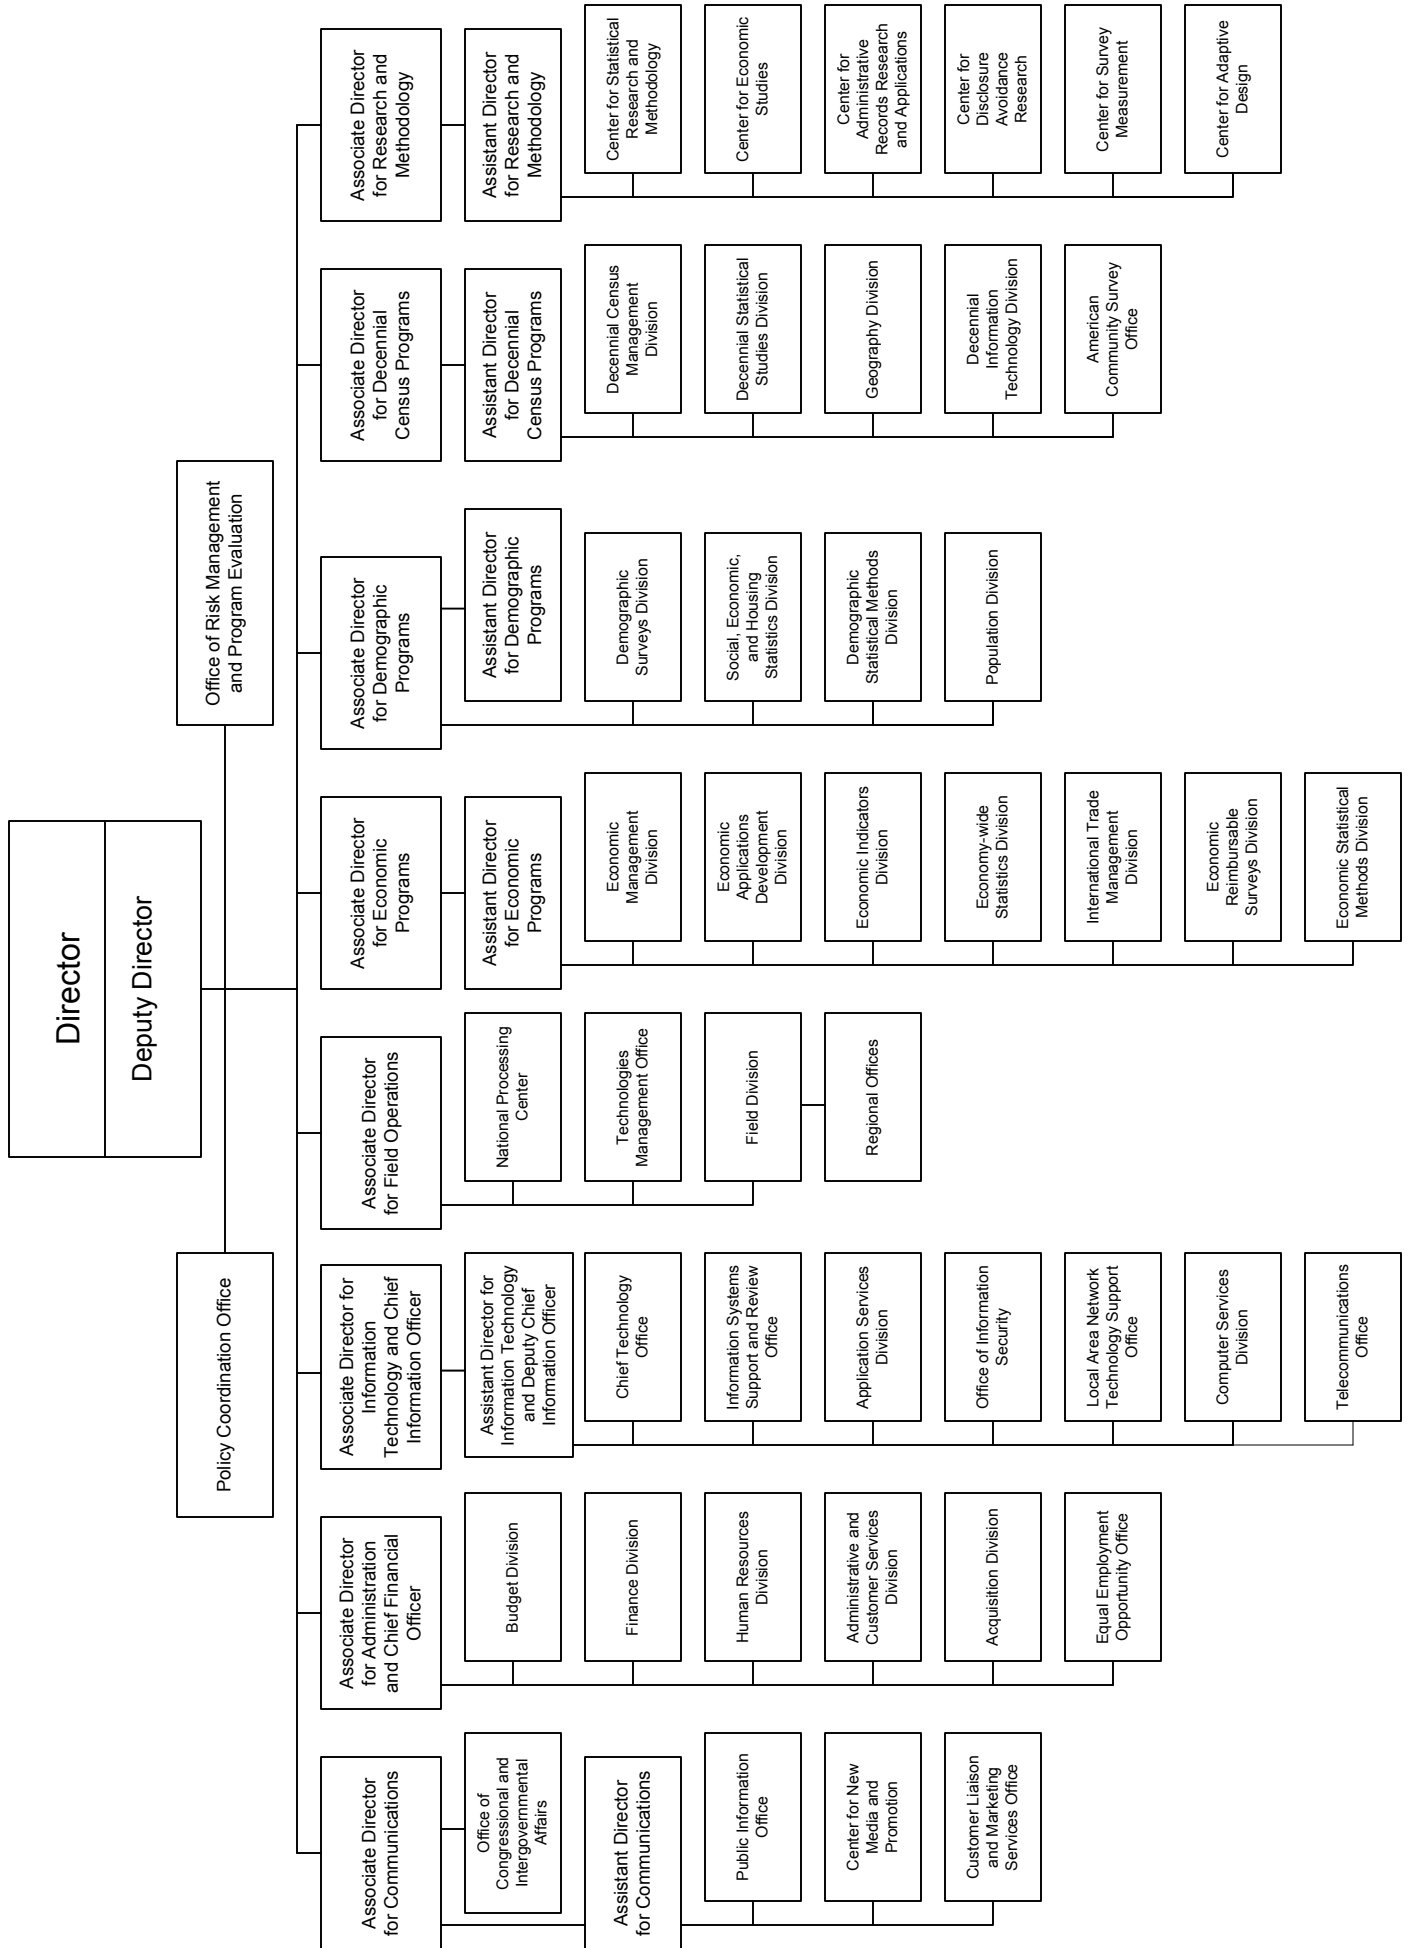 Director
Deputy Director
Policy Coordination Office
Office of Risk Management
and Program Evaluation
Associate Director
for Communications
Office of
Congressional and
Intergovernmental
Affairs
Assistant Director
for Communications
Public Information
Office
Center for New
Media and
Promotion
Customer Liaison
and Marketing
Services Office
Associate Director
for Administration
and Chief Financial
Officer
Budget Division
Finance Division
Human Resources
Division
Administrative and
Customer Services
Division
Acquisition Division
Equal Employment
Opportunity Office
Associate Director for
Information
Technology and Chief
Information Officer
Assistant Director for
Information Technology
and Deputy Chief
Information Officer
Chief Technology
Office
Information Systems
Support and Review
Office
Application Services
Division
Office of Information
Security
Local Area Network
Technology Support
Office
Computer Services
Division
Telecommunications
Office
Associate Director
for Field Operations
National Processing
Center
Technologies
Management Office
Field Division
Regional Offices
Associate Director
for Economic
Programs
Assistant Director
for Economic
Programs
Economic
Management
Division
Economic
Applications
Development
Division
Economic Indicators
Division
Economy-wide
Statistics Division
International Trade
Management
Division
Economic
Reimbursable
Surveys Division
Economic Statistical
Methods Division
Associate Director
for Demographic
Programs
Assistant Director
for Demographic
Programs
Demographic
Surveys Division
Social, Economic,
and Housing
Statistics Division
Demographic
Statistical Methods
Division
Population Division
Associate Director
for Decennial
Census Programs
Assistant Director
for Decennial
Census Programs
Decennial Census
Management
Division
Decennial Statistical
Studies Division
Geography Division
Decennial
Information
Technology Division
American
Community Survey
Office
Associate Director
for Research and
Methodology
Assistant Director
for Research and
Methodology
Center for Statistical
Research and
Methodology
Center for Economic
Studies
Center for
Administrative
Records Research
and Applications
Center for
Disclosure
Avoidance
Research
Center for Survey
Measurement
Center for Adaptive
Design